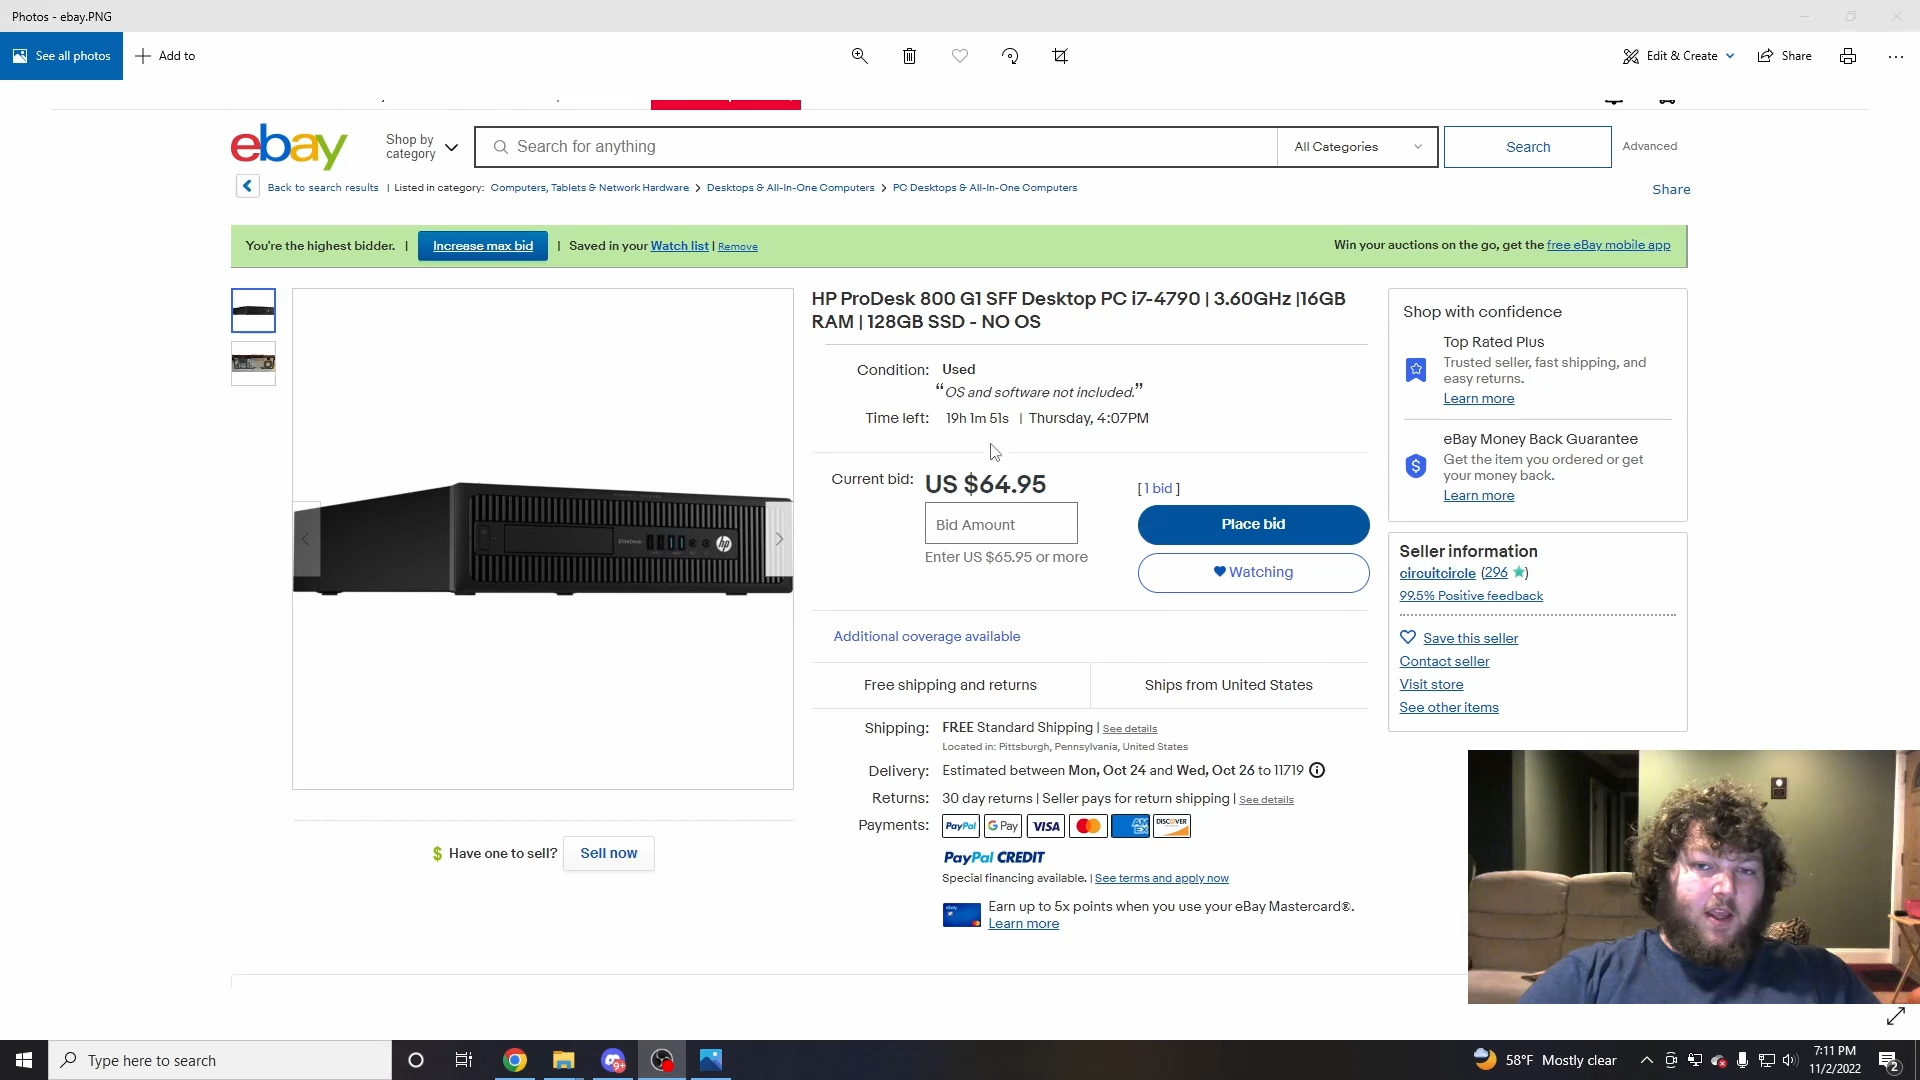 Photos - ebay.PNG
See all photos
Add to
Edit & Create
Share
ebay
Shop by
category
Search for anything
All Categories
Search
Advanced
Back to search results | Listed in category: Computers, Tablets & Network Hardware > Desktops & All-In-One Computers > PC Desktops & All-In-One Computers
Share
You're the highest bidder. | Increase max bid | Saved in your Watch list | Remove
Win your auctions on the go, get the free eBay mobile app
HP ProDesk 800 G1 SFF Desktop PC i7-4790 | 3.60GHz |16GB
RAM | 128GB SSD - NO OS
Condition: Used
“OS and software not included.”
Time left: 19h 1m 51s | Thursday, 4:07PM
Current bid: US $64.95
[ 1 bid ]
Bid Amount
Place bid
Enter US $65.95 or more
Watching
Additional coverage available
Free shipping and returns
Ships from United States
Shipping: FREE Standard Shipping | See details
Located in: Pittsburgh, Pennsylvania, United States
Delivery: Estimated between Mon, Oct 24 and Wed, Oct 26 to 11719
Returns: 30 day returns | Seller pays for return shipping | See details
Payments: PayPal G Pay VISA AM EX DISCOVER
PayPal CREDIT
Special financing available. | See terms and apply now
ebay
Earn up to 5x points when you use your eBay Mastercard®.
Learn more
EliteDesk
hp
$ Have one to sell? Sell now
Shop with confidence
Top Rated Plus
Trusted seller, fast shipping, and
easy returns.
Learn more
eBay Money Back Guarantee
Get the item you ordered or get
your money back.
Learn more
Seller information
circuitcircle (296)
99.5% Positive feedback
Save this seller
Contact seller
Visit store
See other items
Type here to search
9+
58°F Mostly clear
7:11 PM
11/2/2022
2